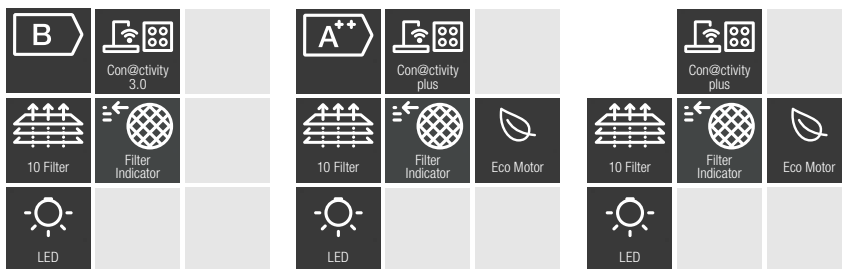 B
Con@ctivity
3.0
10 Filter
Filter
Indicator
LED
A++
Con@ctivity
plus
10 Filter
Filter
Indicator
Eco Motor
LED
Con@ctivity
plus
10 Filter
Filter
Indicator
Eco Motor
LED